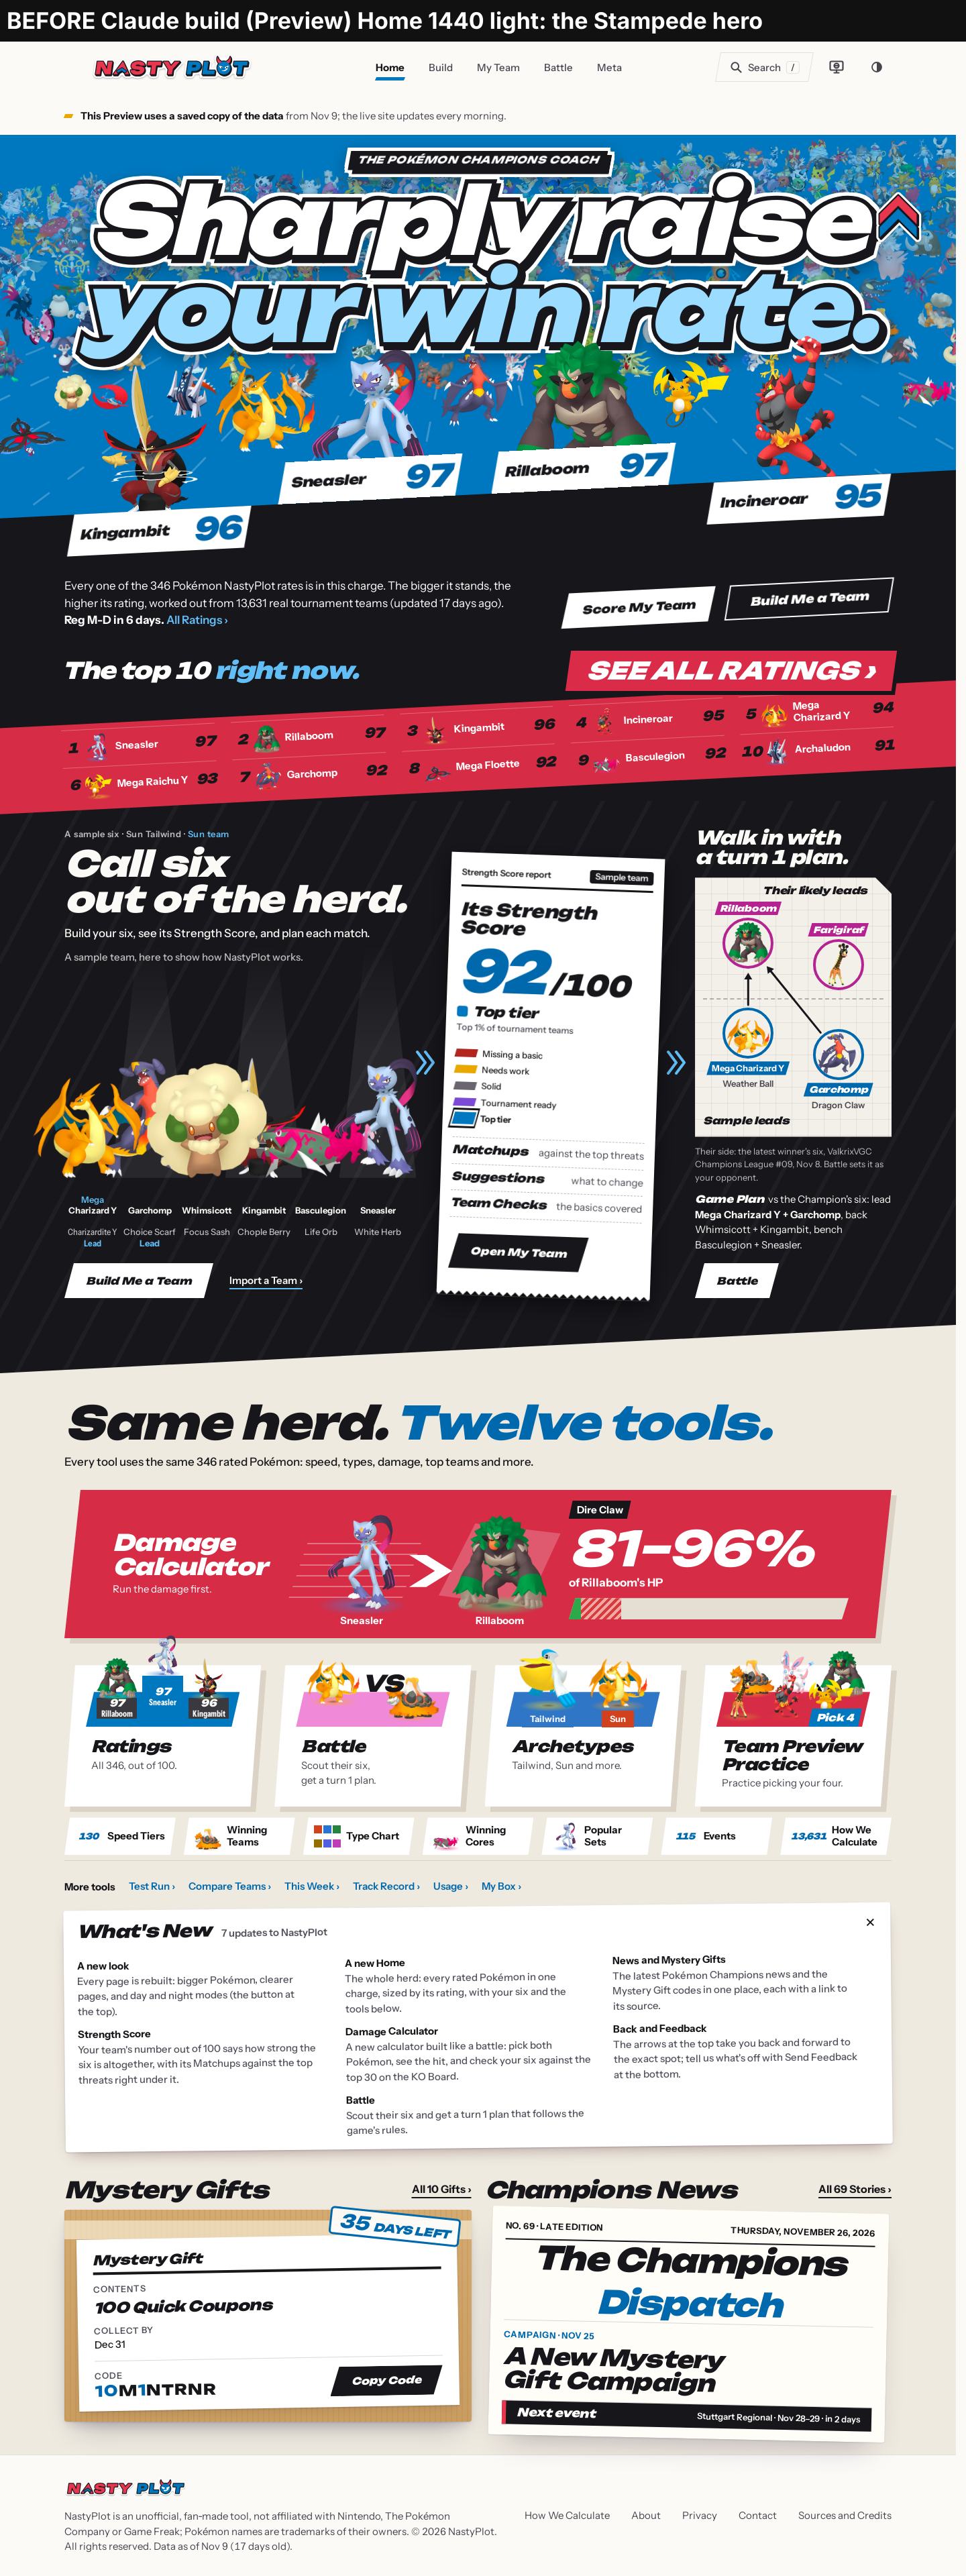 BEFORE Claude build (Preview) Home 1440 light: the Stampede hero
NASTY PLOT
Home Build My Team Battle Meta
Search /
This Preview uses a saved copy of the data from Nov 9; the live site updates every morning.
THE POKÉMON CHAMPIONS COACH
Sharply raise
your win rate.
Kingambit 96
Sneasler 97
Rillaboom 97
Incineroar 95
Every one of the 346 Pokémon NastyPlot rates is in this charge. The bigger it stands, the
higher its rating, worked out from 13,631 real tournament teams (updated 17 days ago).
Reg M-D in 6 days. All Ratings ›
Score My Team
Build Me a Team
The top 10 right now.
SEE ALL RATINGS ›
1 Sneasler 97
2 Rillaboom 97
3 Kingambit 96
4 Incineroar 95
5 Mega Charizard Y 94
6 Mega Raichu Y 93
7 Garchomp 92
8 Mega Floette 92
9 Basculegion 92
10 Archaludon 91
A sample six · Sun Tailwind · Sun team
Call six
out of the herd.
Build your six, see its Strength Score, and plan each match.
A sample team, here to show how NastyPlot works.
Mega
Charizard Y Garchomp Whimsicott Kingambit Basculegion Sneasler
Charizardite Y Choice Scarf Focus Sash Chople Berry Life Orb White Herb
Lead Lead
Build Me a Team
Import a Team ›
Strength Score report
Sample team
Its Strength
Score
92/100
Top tier
Top 1% of tournament teams
Missing a basic
Needs work
Solid
Tournament ready
Top tier
Matchups against the top threats
Suggestions what to change
Team Checks the basics covered
Open My Team
Walk in with
a turn 1 plan.
Their likely leads
Rillaboom
Farigiraf
Mega Charizard Y
Weather Ball
Garchomp
Dragon Claw
Sample leads
Their side: the latest winner's six, ValkrixVGC
Champions League #09, Nov 8. Battle sets it as
your opponent.
Game Plan vs the Champion's six: lead
Mega Charizard Y + Garchomp, back
Whimsicott + Kingambit, bench
Basculegion + Sneasler.
Battle
Same herd. Twelve tools.
Every tool uses the same 346 rated Pokémon: speed, types, damage, top teams and more.
Damage
Calculator
Run the damage first.
Sneasler
Rillaboom
Dire Claw
81–96%
of Rillaboom's HP
97
Rillaboom
97
Sneasler
96
Kingambit
Ratings
All 346, out of 100.
VS
Battle
Scout their six,
get a turn 1 plan.
Tailwind
Sun
Archetypes
Tailwind, Sun and more.
Pick 4
Team Preview
Practice
Practice picking your four.
130 Speed Tiers
Winning
Teams
Type Chart
Winning
Cores
Popular
Sets
115 Events
13,631 How We
Calculate
More tools Test Run › Compare Teams › This Week › Track Record › Usage › My Box ›
What's New 7 updates to NastyPlot
×
A new look
Every page is rebuilt: bigger Pokémon, clearer
pages, and day and night modes (the button at
the top).
Strength Score
Your team's number out of 100 says how strong the
six is altogether, with its Matchups against the top
threats right under it.
A new Home
The whole herd: every rated Pokémon in one
charge, sized by its rating, with your six and the
tools below.
Damage Calculator
A new calculator built like a battle: pick both
Pokémon, see the hit, and check your six against the
top 30 on the KO Board.
Battle
Scout their six and get a turn 1 plan that follows the
game's rules.
News and Mystery Gifts
The latest Pokémon Champions news and the
Mystery Gift codes in one place, each with a link to
its source.
Back and Feedback
The arrows at the top take you back and forward to
the exact spot; tell us what's off with Send Feedback
at the bottom.
Mystery Gifts
All 10 Gifts ›
35 DAYS LEFT
Mystery Gift
CONTENTS
100 Quick Coupons
COLLECT BY
Dec 31
CODE
10M1NTRNR
Copy Code
Champions News
All 69 Stories ›
NO. 69 · LATE EDITION
THURSDAY, NOVEMBER 26, 2026
The Champions
Dispatch
CAMPAIGN · NOV 25
A New Mystery
Gift Campaign
Next event Stuttgart Regional · Nov 28–29 · in 2 days
NASTY PLOT
NastyPlot is an unofficial, fan-made tool, not affiliated with Nintendo, The Pokémon
Company or Game Freak; Pokémon names are trademarks of their owners. © 2026 NastyPlot.
All rights reserved. Data as of Nov 9 (17 days old).
How We Calculate About Privacy Contact Sources and Credits